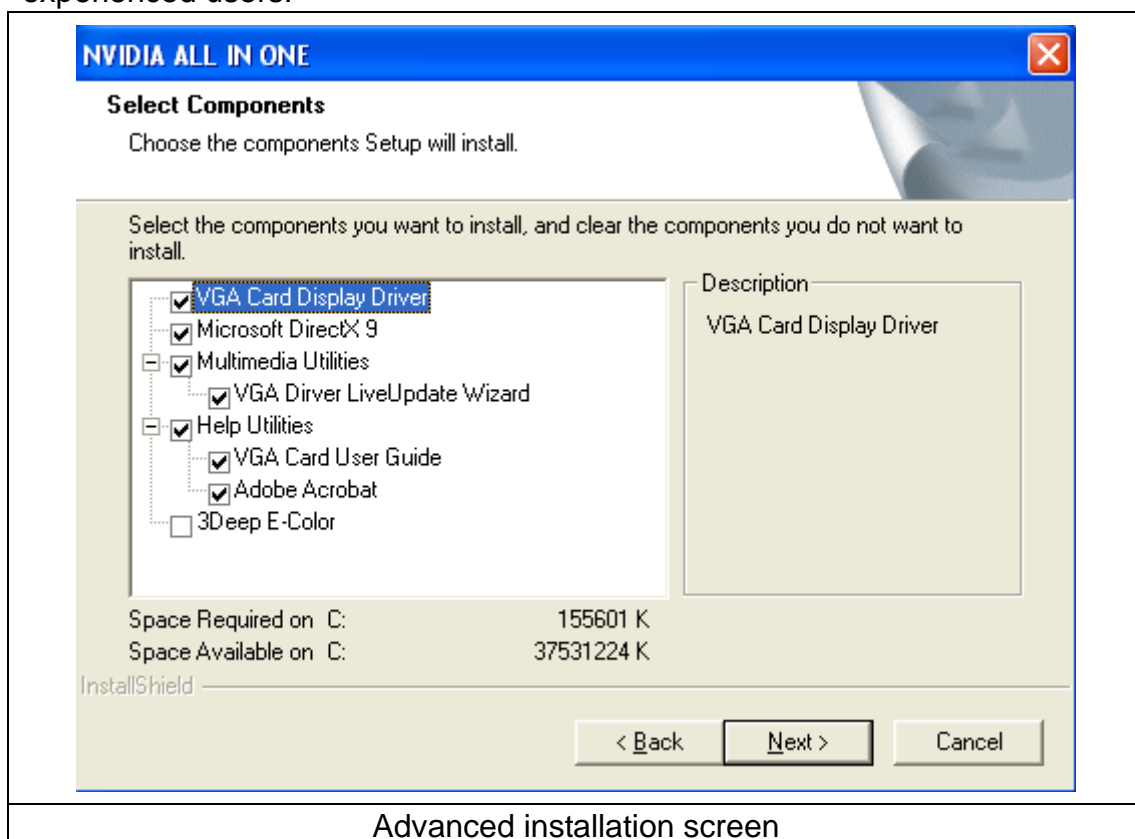 experienced users.
NVIDIA ALL IN ONE
Select Components
Choose the components Setup will install.
Select the components you want to install, and clear the components you do not want to
install.
VGA Card Display Driver
Microsoft DirectX 9
Multimedia Utilities
VGA Dirver LiveUpdate Wizard
Help Utilities
VGA Card User Guide
Adobe Acrobat
3Deep E-Color
Description
VGA Card Display Driver
Space Required on C: 155601 K
Space Available on C: 37531224 K
InstallShield
< Back Next > Cancel
Advanced installation screen